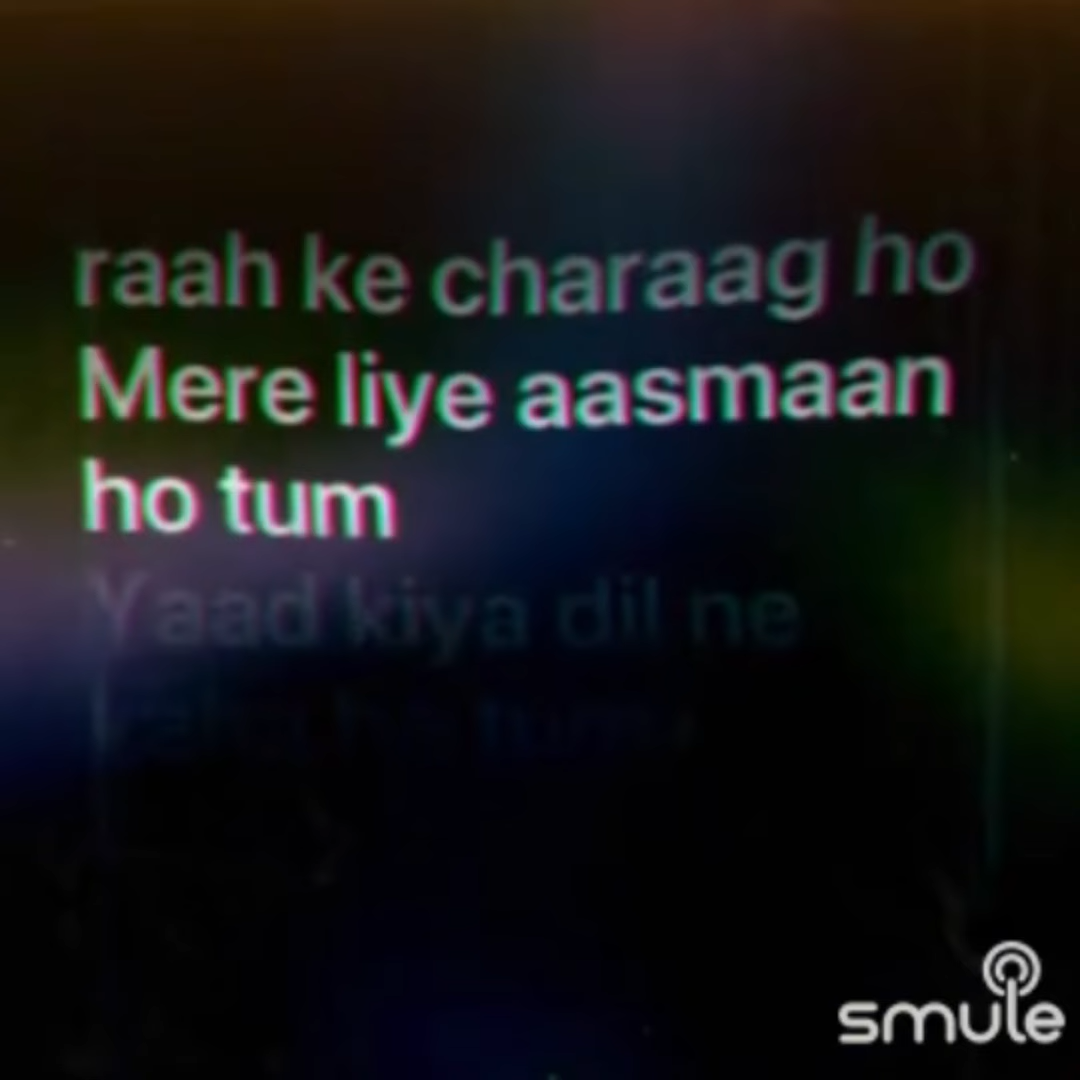 raah ke charaag ho
Mere liye aasmaan
ho tum
Yaad kiya dil ne
smule